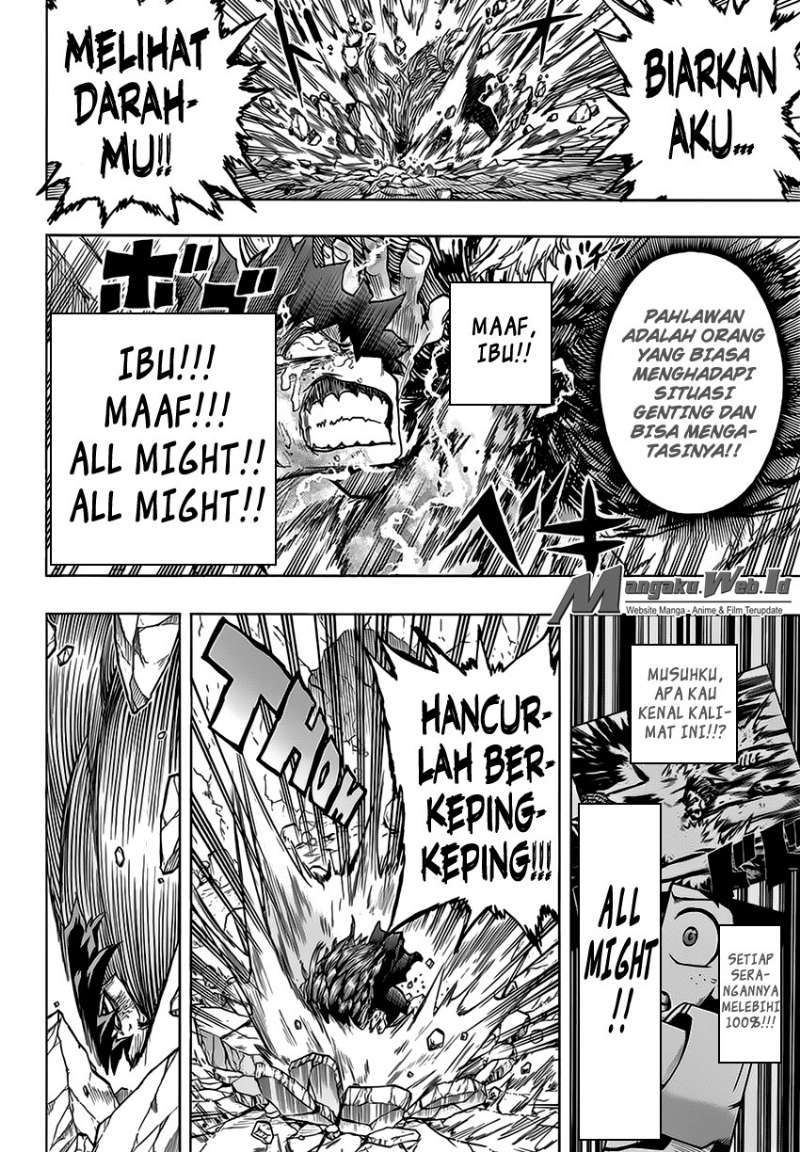 BIARKAN
AKU...
MELIHAT
DARAH-
MU!!
ドド
PAHLAWAN
ADALAH ORANG
YANG BIASA
MENGHADAPI
SITUASI
GENTING DAN
BISA MENGA-
TASINYA!!
MAAF,
IBU!!
IBU!!!
MAAF!!!
ALL MIGHT!!
ALL MIGHT!!
Mangaku.Web.Id
Website Manga - Anime & Film Terupdate
MUSUHKU,
APA KAU
KENAL KALI-
MAT INI!!?
SETIAP
SERA-
NGANNYA
MELEBIHI
100%!!!
ALL
MIGHT
!!
HANCUR-
LAH BER-
KEPING-
KEPING!!!
THOM